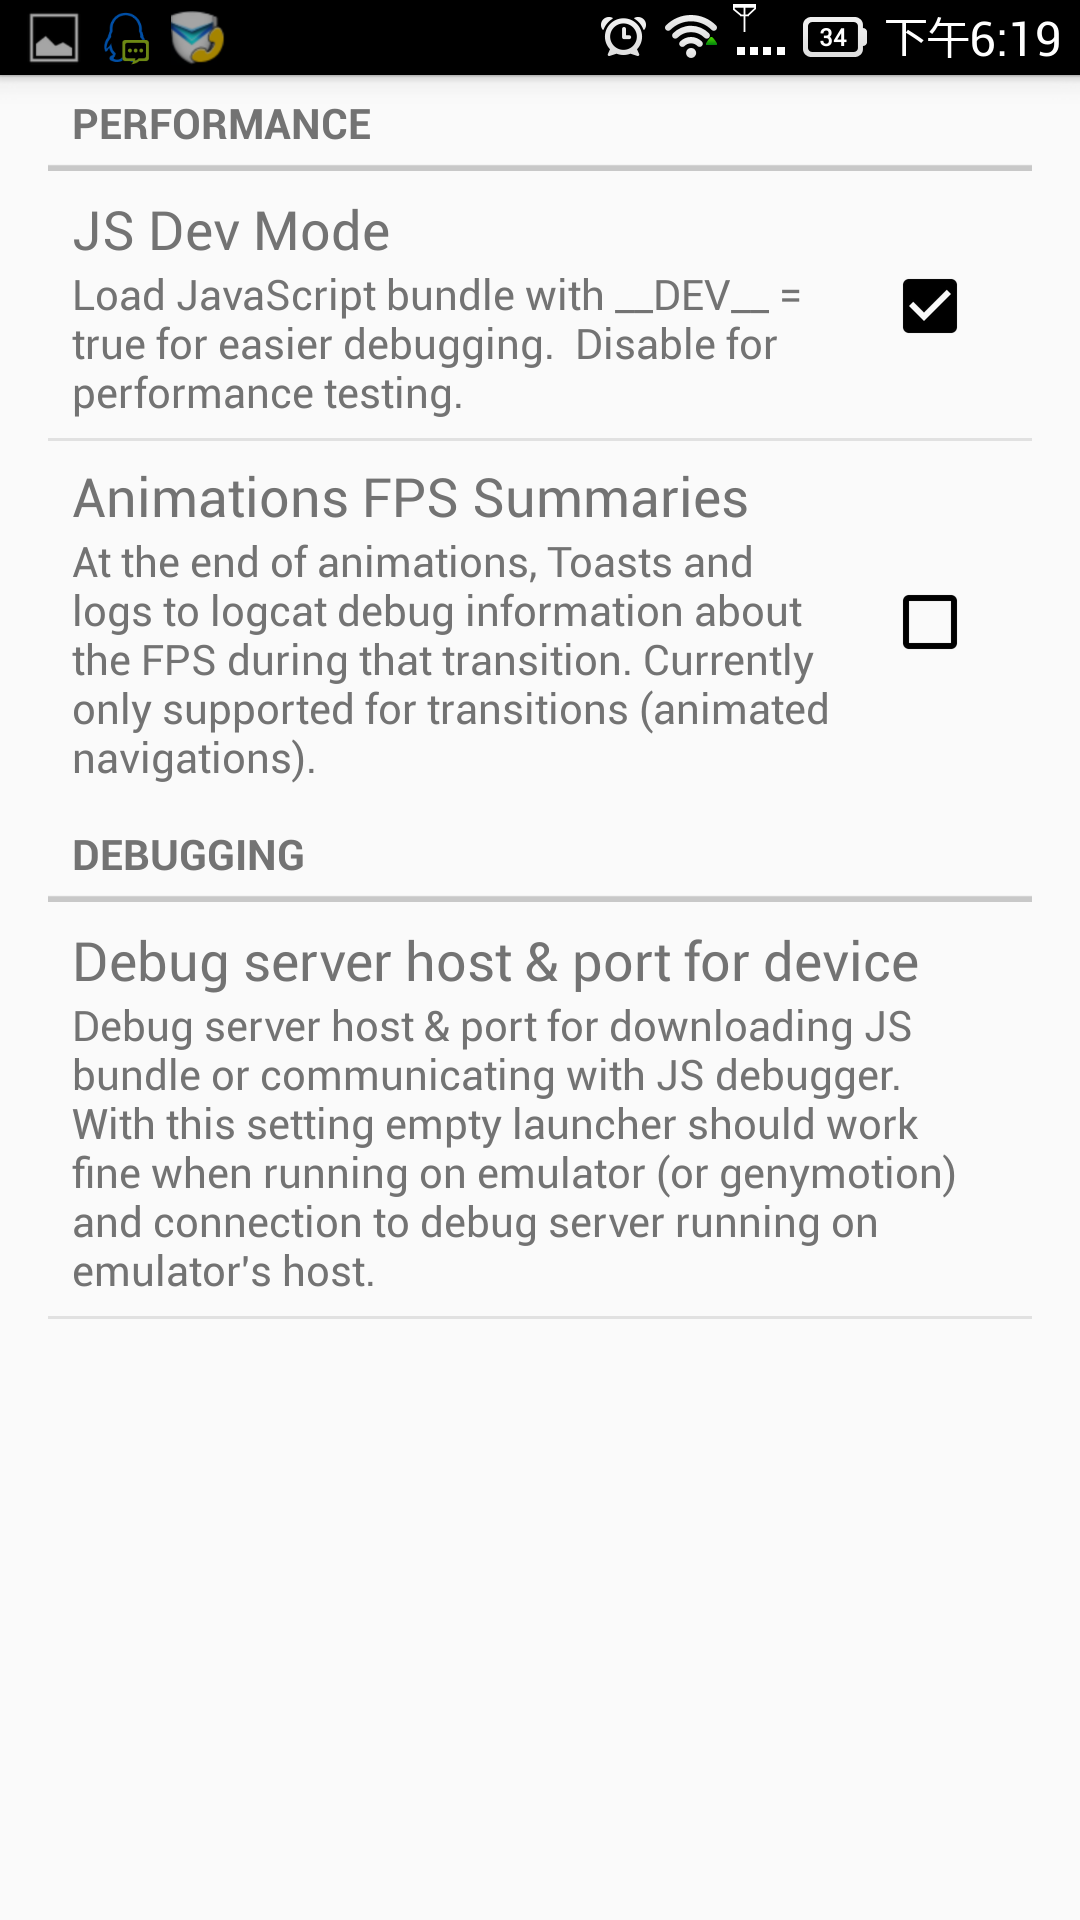 34 下午6:19
PERFORMANCE
JS Dev Mode
Load JavaScript bundle with __DEV__ =
true for easier debugging.  Disable for
performance testing.
Animations FPS Summaries
At the end of animations, Toasts and
logs to logcat debug information about
the FPS during that transition. Currently
only supported for transitions (animated
navigations).
DEBUGGING
Debug server host & port for device
Debug server host & port for downloading JS
bundle or communicating with JS debugger.
With this setting empty launcher should work
fine when running on emulator (or genymotion)
and connection to debug server running on
emulator's host.